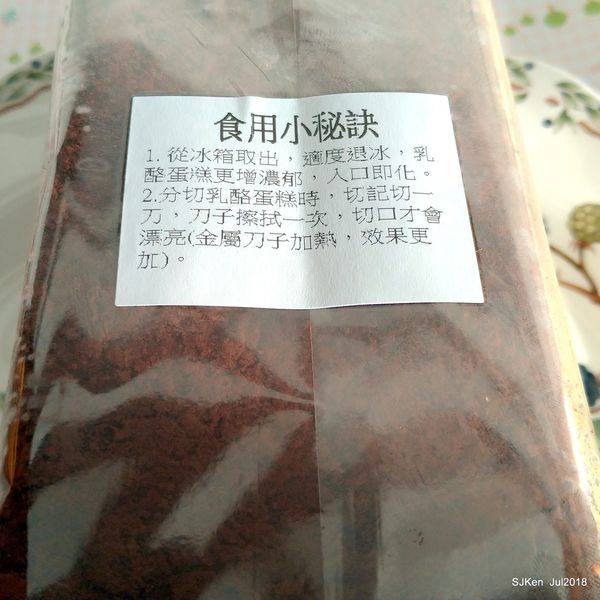 食用小秘訣
1. 從冰箱取出，適度退冰，乳
酪蛋糕更增濃郁，入口即化。
2.分切乳酪蛋糕時，切記切一
刀，刀子擦拭一次，切口才會
漂亮(金屬刀子加熱，效果更
加)。
SJKen Jul2018